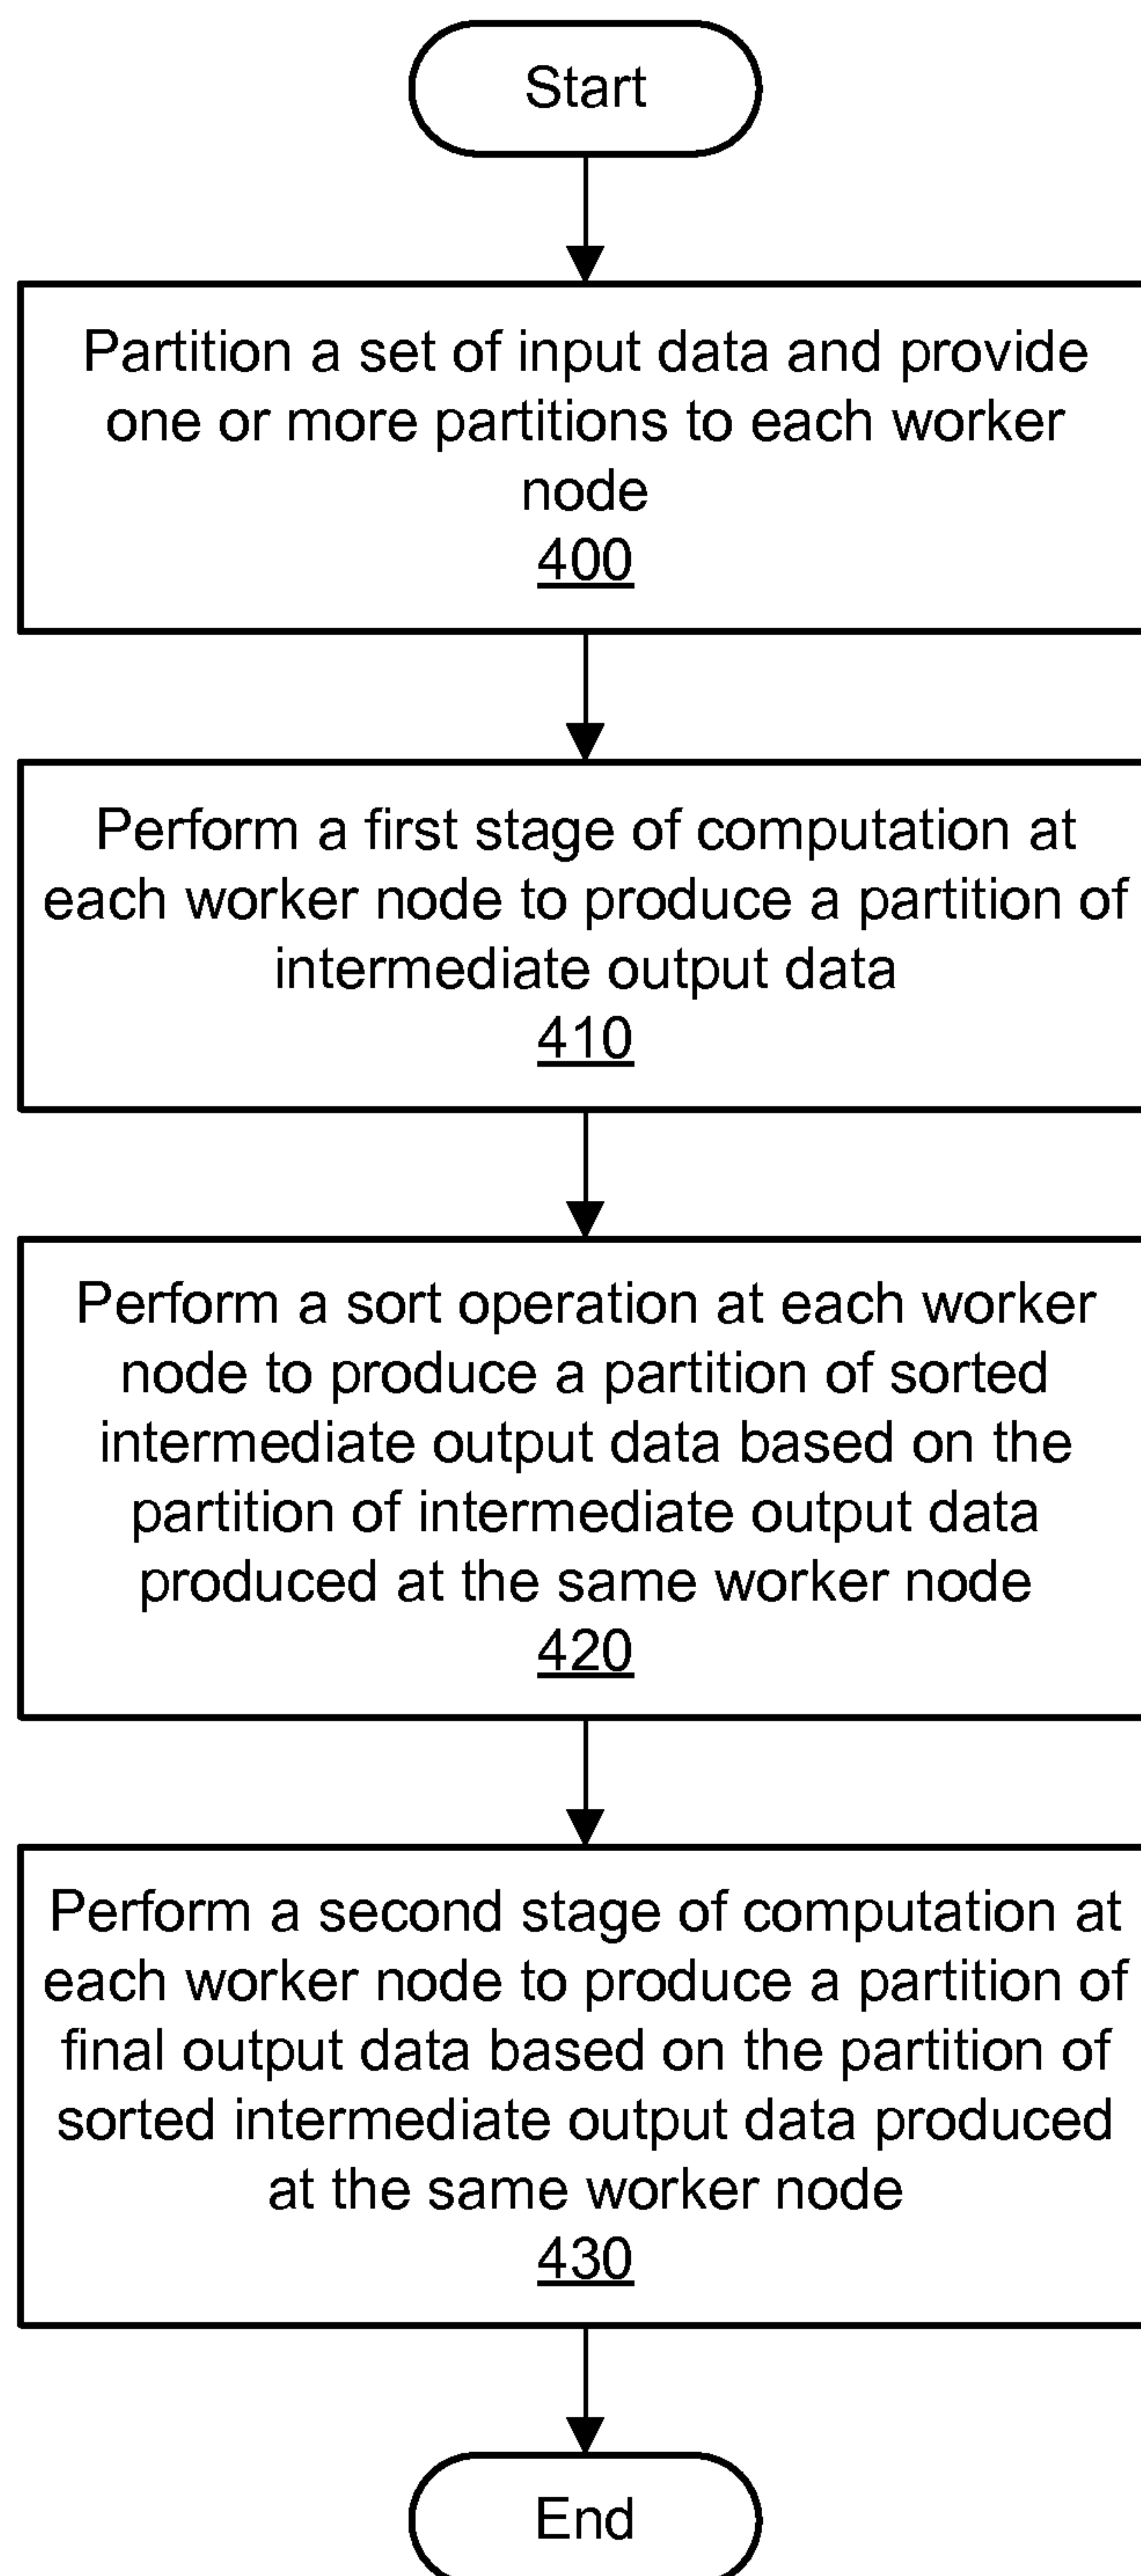 Start
Partition a set of input data and provide
one or more partitions to each worker
node
400
Perform a first stage of computation at
each worker node to produce a partition of
intermediate output data
410
Perform a sort operation at each worker
node to produce a partition of sorted
intermediate output data based on the
partition of intermediate output data
produced at the same worker node
420
Perform a second stage of computation at
each worker node to produce a partition of
final output data based on the partition of
sorted intermediate output data produced
at the same worker node
430
End